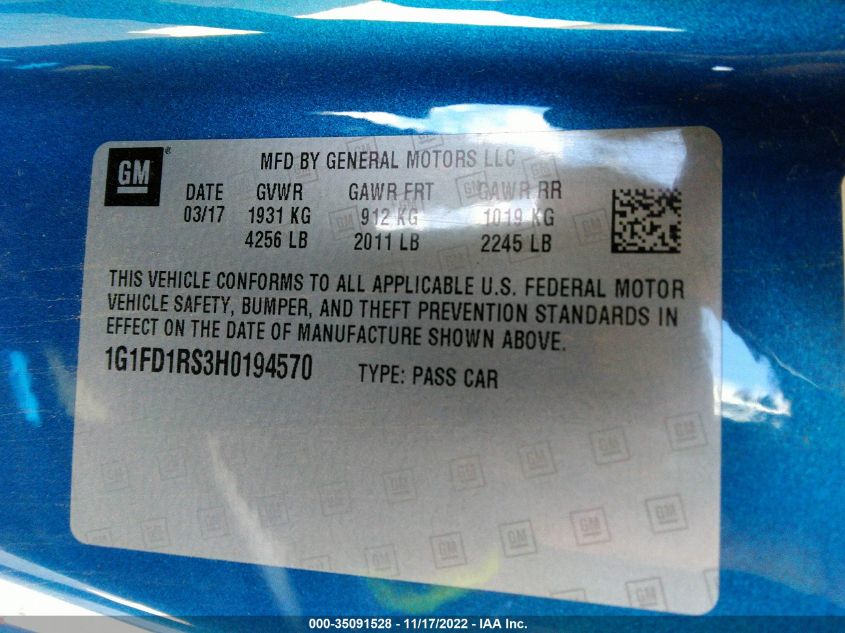 GM ® MFD BY GENERAL MOTORS LLC
DATE GVWR GAWR FRT GAWR RR
03/17 1931 KG 912 KG 1019 KG
4256 LB 2011 LB 2245 LB
THIS VEHICLE CONFORMS TO ALL APPLICABLE U.S. FEDERAL MOTOR
VEHICLE SAFETY, BUMPER, AND THEFT PREVENTION STANDARDS IN
EFFECT ON THE DATE OF MANUFACTURE SHOWN ABOVE.
1G1FD1RS3H0194570 TYPE: PASS CAR
000-35091528 - 11/17/2022 - IAA Inc.